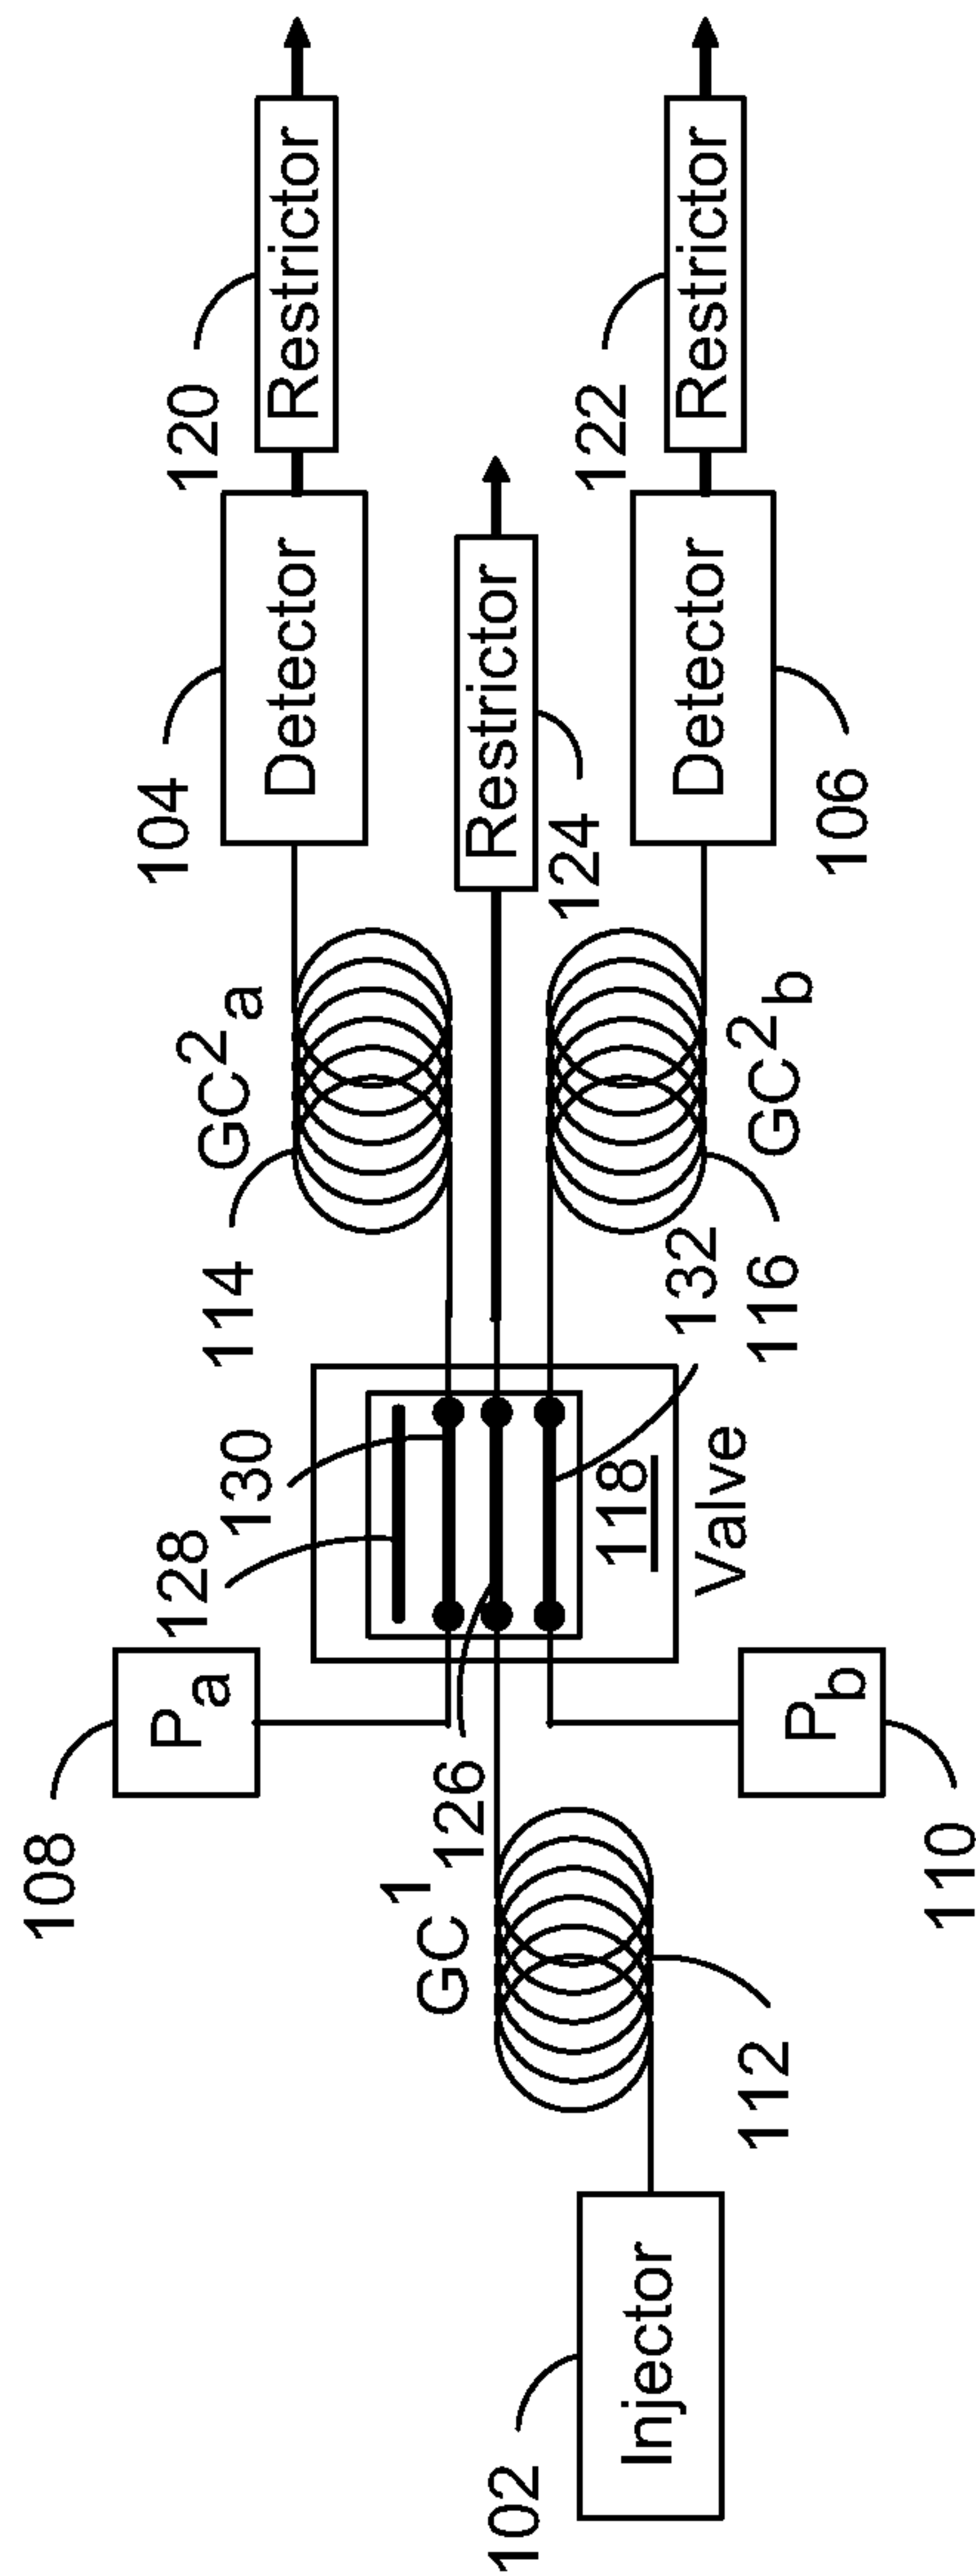 120
Restrictor
104
Detector
GC²a
114
Restrictor
124
122
Restrictor
Detector
106
GC²b
116
132
130
128
118
Valve
126
108
Pa
Pb
110
GC¹
112
Injector
102